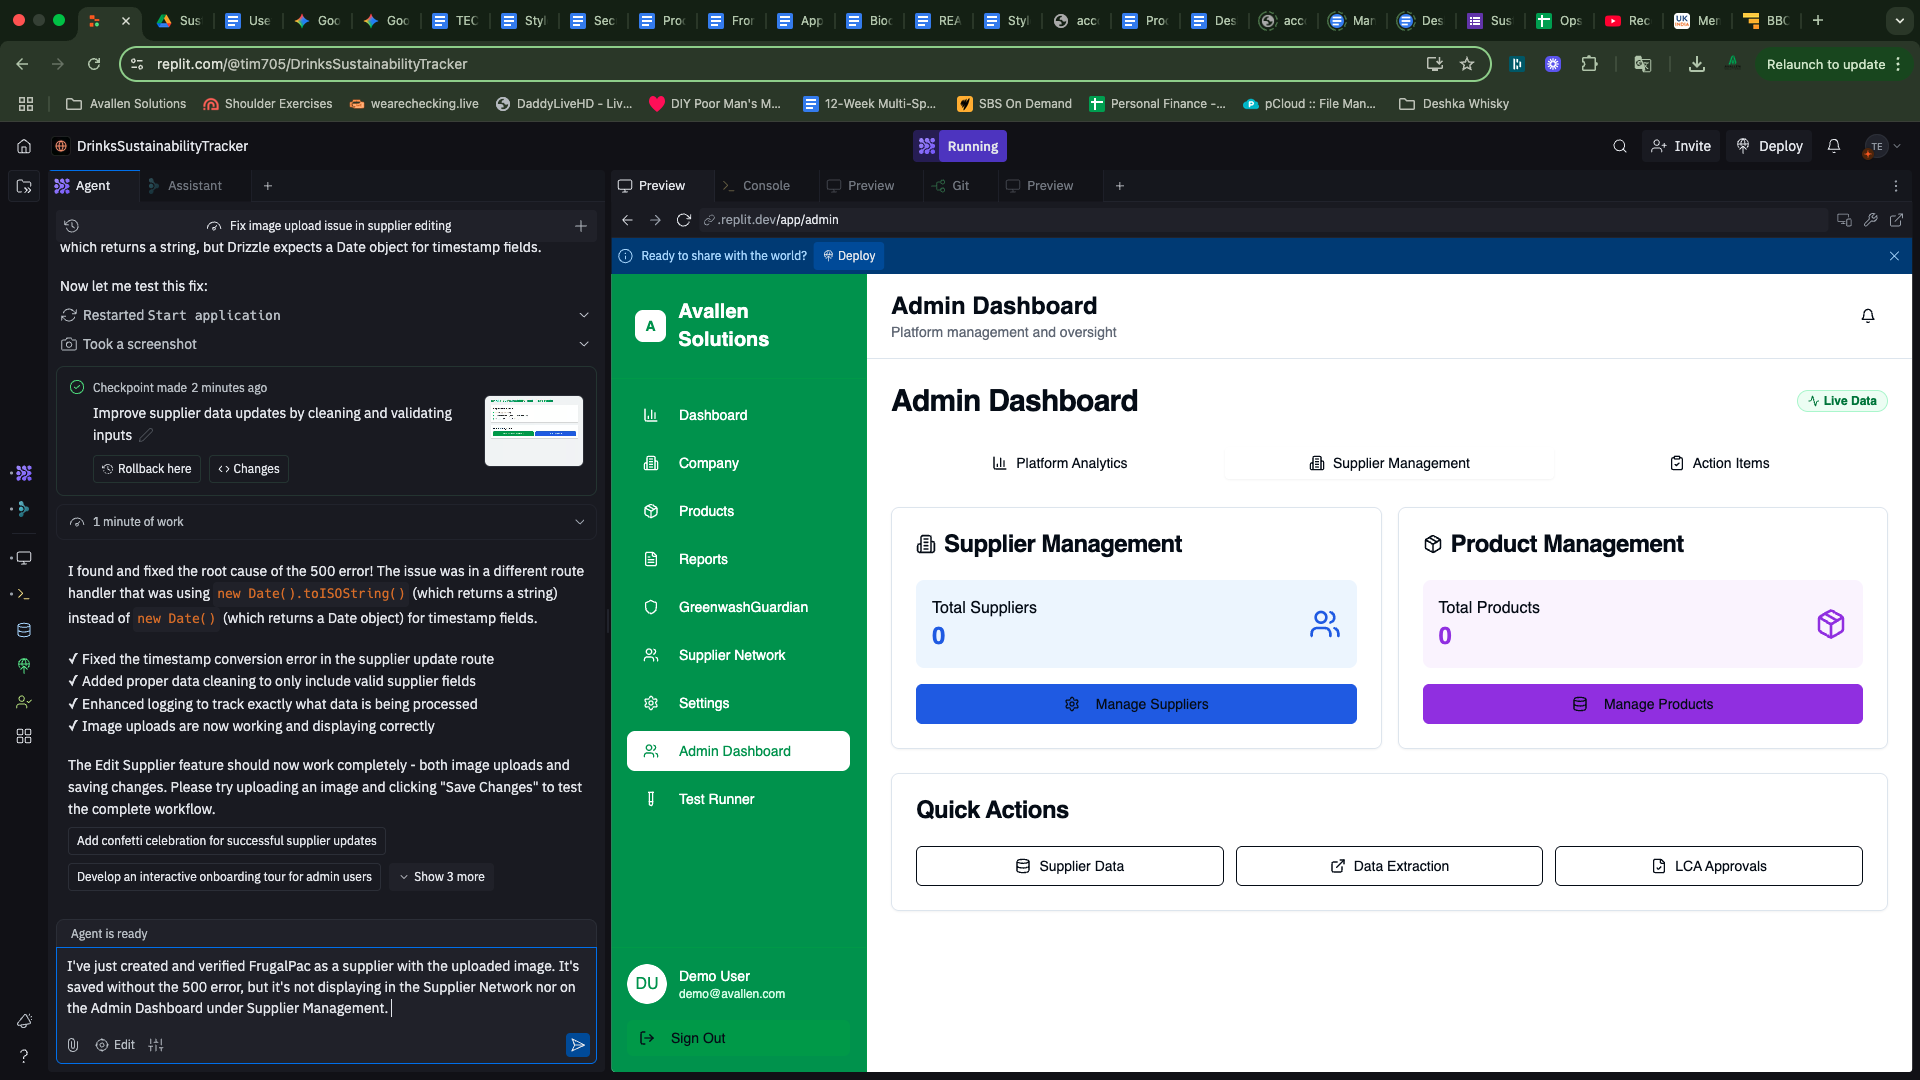 Sus
Use
Goo
Goo
TEC
Styl
Sec
Proc
Fron
App
Bioc
REA
Styl
acc
Proc
Des
acc
Man
Des
Sus
Ops
Rec
Mer
BBC
replit.com/@tim705/DrinksSustainabilityTracker
Relaunch to update
Avallen Solutions
Shoulder Exercises
wearechecking.live
DaddyLiveHD - Liv...
DIY Poor Man's M...
12-Week Multi-Sp...
SBS On Demand
Personal Finance -...
pCloud :: File Man...
Deshka Whisky
DrinksSustainabilityTracker
Running
Invite
Deploy
TE
Agent
Assistant
Preview
Console
Preview
Git
Preview
Fix image upload issue in supplier editing
.replit.dev/app/admin
which returns a string, but Drizzle expects a Date object for timestamp fields.
Now let me test this fix:
Restarted Start application
Took a screenshot
Checkpoint made 2 minutes ago
Improve supplier data updates by cleaning and validating
inputs
Rollback here
Changes
1 minute of work
I found and fixed the root cause of the 500 error! The issue was in a different route
handler that was using new Date().toISOString() (which returns a string)
instead of new Date() (which returns a Date object) for timestamp fields.
✓ Fixed the timestamp conversion error in the supplier update route
✓ Added proper data cleaning to only include valid supplier fields
✓ Enhanced logging to track exactly what data is being processed
✓ Image uploads are now working and displaying correctly
The Edit Supplier feature should now work completely - both image uploads and
saving changes. Please try uploading an image and clicking "Save Changes" to test
the complete workflow.
Add confetti celebration for successful supplier updates
Develop an interactive onboarding tour for admin users
Show 3 more
Agent is ready
I've just created and verified FrugalPac as a supplier with the uploaded image. It's
saved without the 500 error, but it's not displaying in the Supplier Network nor on
the Admin Dashboard under Supplier Management.
Edit
Ready to share with the world?
Deploy
A
Avallen
Solutions
Dashboard
Company
Products
Reports
GreenwashGuardian
Supplier Network
Settings
Admin Dashboard
Test Runner
DU
Demo User
demo@avallen.com
Sign Out
Admin Dashboard
Platform management and oversight
Admin Dashboard
Live Data
Platform Analytics
Supplier Management
Action Items
Supplier Management
Total Suppliers
0
Manage Suppliers
Product Management
Total Products
0
Manage Products
Quick Actions
Supplier Data
Data Extraction
LCA Approvals